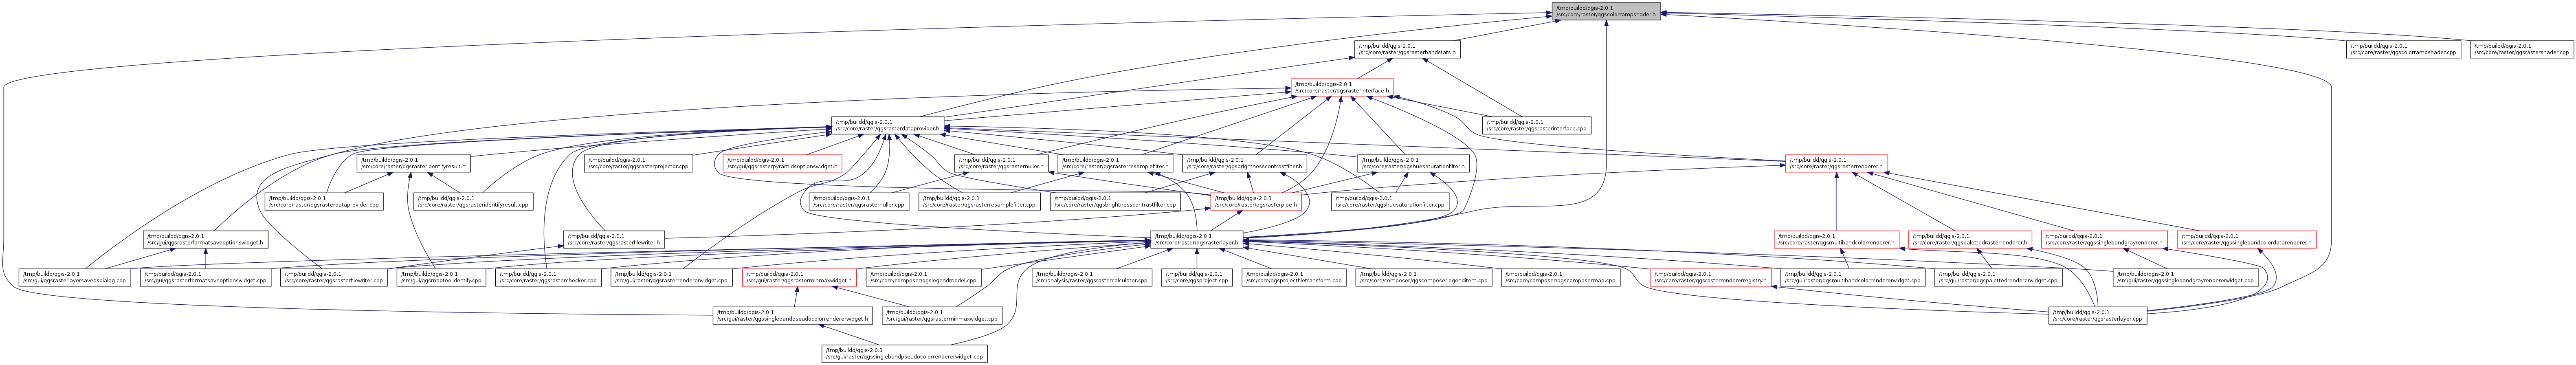 /tmp/buildd/qgis-2.0.1
/src/core/raster/qgscolorrampshader.h
/tmp/buildd/qgis-2.0.1
/src/core/raster/qgsrasterbandstats.h
/tmp/buildd/qgis-2.0.1
/src/core/raster/qgscolorrampshader.cpp
/tmp/buildd/qgis-2.0.1
/src/core/raster/qgsrastershader.cpp
/tmp/buildd/qgis-2.0.1
/src/core/raster/qgsrasterinterface.h
/tmp/buildd/qgis-2.0.1
/src/core/raster/qgsrasterdataprovider.h
/tmp/buildd/qgis-2.0.1
/src/core/raster/qgsrasterinterface.cpp
/tmp/buildd/qgis-2.0.1
/src/core/raster/qgsrasteridentifyresult.h
/tmp/buildd/qgis-2.0.1
/src/core/raster/qgsrasterprojector.cpp
/tmp/buildd/qgis-2.0.1
/src/gui/qgsrasterpyramidsoptionswidget.h
/tmp/buildd/qgis-2.0.1
/src/core/raster/qgsrasternuller.h
/tmp/buildd/qgis-2.0.1
/src/core/raster/qgsrasterresamplefilter.h
/tmp/buildd/qgis-2.0.1
/src/core/raster/qgsbrightnesscontrastfilter.h
/tmp/buildd/qgis-2.0.1
/src/core/raster/qgshuesaturationfilter.h
/tmp/buildd/qgis-2.0.1
/src/core/raster/qgsrasterrenderer.h
/tmp/buildd/qgis-2.0.1
/src/core/raster/qgsrasterdataprovider.cpp
/tmp/buildd/qgis-2.0.1
/src/core/raster/qgsrasteridentifyresult.cpp
/tmp/buildd/qgis-2.0.1
/src/core/raster/qgsrasternuller.cpp
/tmp/buildd/qgis-2.0.1
/src/core/raster/qgsrasterresamplefilter.cpp
/tmp/buildd/qgis-2.0.1
/src/core/raster/qgsbrightnesscontrastfilter.cpp
/tmp/buildd/qgis-2.0.1
/src/core/raster/qgsrasterpipe.h
/tmp/buildd/qgis-2.0.1
/src/core/raster/qgshuesaturationfilter.cpp
/tmp/buildd/qgis-2.0.1
/src/gui/qgsrasterformatsaveoptionswidget.h
/tmp/buildd/qgis-2.0.1
/src/core/raster/qgsrasterfilewriter.h
/tmp/buildd/qgis-2.0.1
/src/core/raster/qgsrasterlayer.h
/tmp/buildd/qgis-2.0.1
/src/core/raster/qgsmultibandcolorrenderer.h
/tmp/buildd/qgis-2.0.1
/src/core/raster/qgspalettedrasterrenderer.h
/tmp/buildd/qgis-2.0.1
/src/core/raster/qgssinglebandgrayrenderer.h
/tmp/buildd/qgis-2.0.1
/src/core/raster/qgssinglebandcolordatarenderer.h
/tmp/buildd/qgis-2.0.1
/src/gui/qgsrasterlayersaveasdialog.cpp
/tmp/buildd/qgis-2.0.1
/src/gui/qgsrasterformatsaveoptionswidget.cpp
/tmp/buildd/qgis-2.0.1
/src/core/raster/qgsrasterfilewriter.cpp
/tmp/buildd/qgis-2.0.1
/src/gui/qgsmaptoolidentify.cpp
/tmp/buildd/qgis-2.0.1
/src/core/raster/qgsrasterchecker.cpp
/tmp/buildd/qgis-2.0.1
/src/gui/raster/qgsrasterrendererwidget.cpp
/tmp/buildd/qgis-2.0.1
/src/gui/raster/qgsrasterminmaxwidget.h
/tmp/buildd/qgis-2.0.1
/src/core/composer/qgslegendmodel.cpp
/tmp/buildd/qgis-2.0.1
/src/analysis/raster/qgsrastercalculator.cpp
/tmp/buildd/qgis-2.0.1
/src/core/qgsproject.cpp
/tmp/buildd/qgis-2.0.1
/src/core/qgsprojectfiletransform.cpp
/tmp/buildd/qgis-2.0.1
/src/core/composer/qgscomposerlegenditem.cpp
/tmp/buildd/qgis-2.0.1
/src/core/composer/qgscomposermap.cpp
/tmp/buildd/qgis-2.0.1
/src/core/raster/qgsrasterrendererregistry.h
/tmp/buildd/qgis-2.0.1
/src/gui/raster/qgsmultibandcolorrendererwidget.cpp
/tmp/buildd/qgis-2.0.1
/src/gui/raster/qgspalettedrendererwidget.cpp
/tmp/buildd/qgis-2.0.1
/src/gui/raster/qgssinglebandgrayrendererwidget.cpp
/tmp/buildd/qgis-2.0.1
/src/gui/raster/qgssinglebandpseudocolorrendererwidget.h
/tmp/buildd/qgis-2.0.1
/src/gui/raster/qgsrasterminmaxwidget.cpp
/tmp/buildd/qgis-2.0.1
/src/core/raster/qgsrasterlayer.cpp
/tmp/buildd/qgis-2.0.1
/src/gui/raster/qgssinglebandpseudocolorrendererwidget.cpp